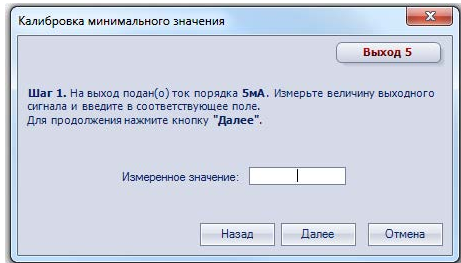 Калибровка минимального значения
Выход 5
Шаг 1. На выход подан(о) ток порядка 5мА. Измерьте величину выходного
сигнала и введите в соответствующее поле.
Для продолжения нажмите кнопку "Далее".
Измеренное значение:
Назад Далее Отмена